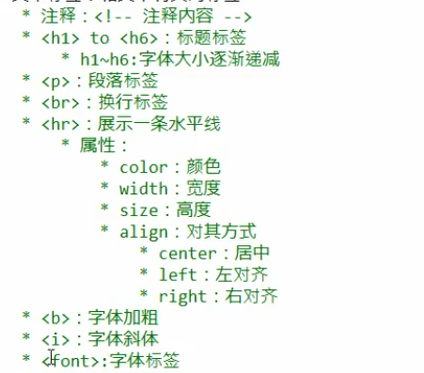 * 注释：<!-- 注释内容 -->
* <h1> to <h6>：标题标签
* h1~h6:字体大小逐渐递减
* <p>：段落标签
* <br>：换行标签
* <hr>：展示一条水平线
* 属性：
* color：颜色
* width：宽度
* size：高度
* align：对其方式
* center：居中
* left：左对齐
* right：右对齐
* <b>：字体加粗
* <i>：字体斜体
* <font>:字体标签